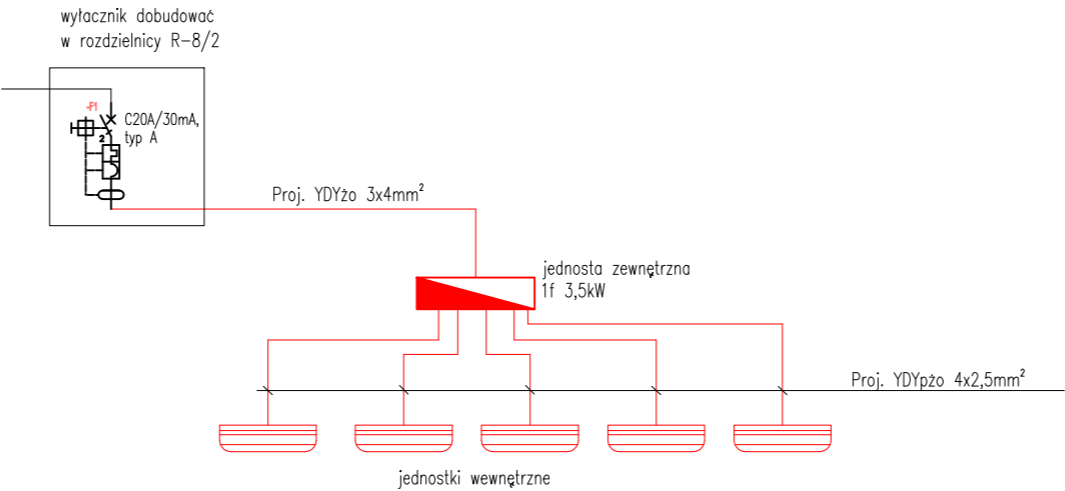 wyłacznik dobudować
w rozdzielnicy R-8/2
-F1
C20A/30mA,
2
typ A
Proj. YDYżo 3x4mm²
jednosta zewnętrzna
1f 3,5kW
Proj. YDYpżo 4x2,5mm²
jednostki wewnętrzne